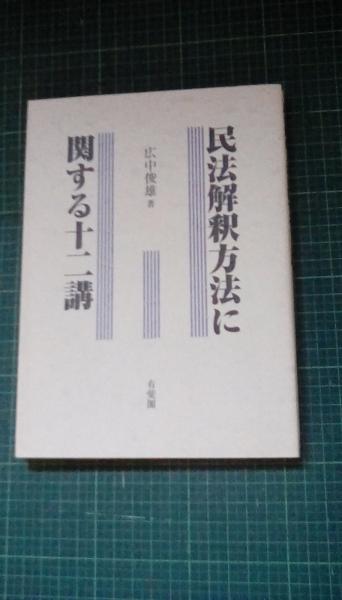 民法解釈方法に
関する十二講
広中俊雄 著
有斐閣